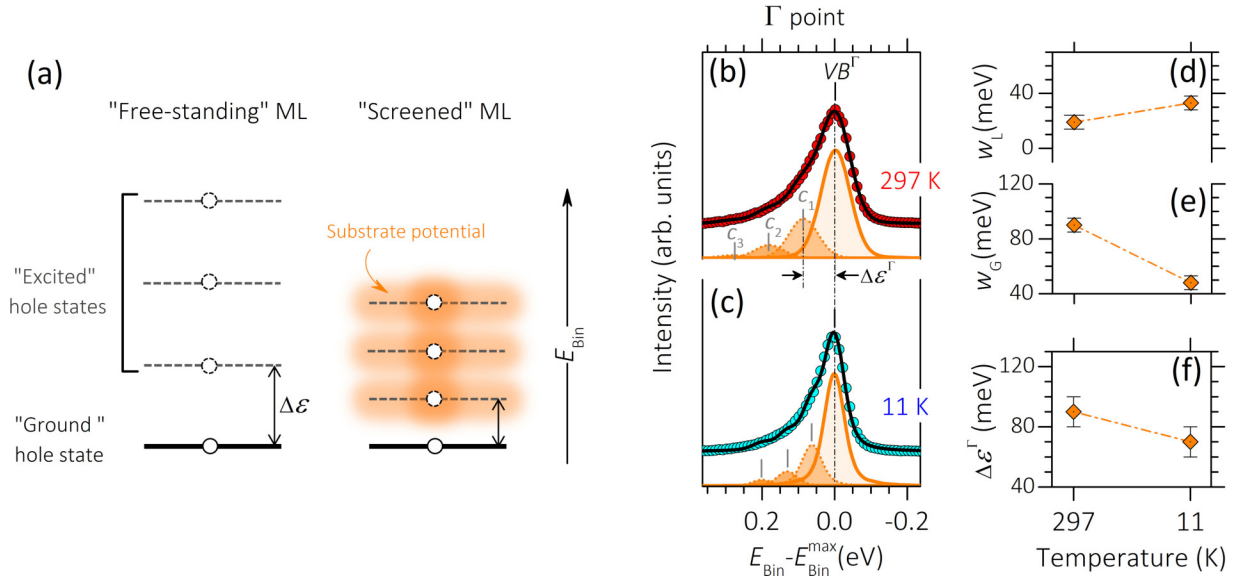 (a)
"Free-standing" ML
"Screened" ML
Substrate potential
"Excited"
hole states
Δε
"Ground "
hole state
E_Bin
Γ point
(b)
VB^Γ
297 K
C_1
C_2
C_3
Δε^Γ
(c)
11 K
Intensity (arb. units)
0.2 0.0 -0.2
E_Bin-E_Bin^max(eV)
(d)
w_L(meV)
40
0
(e)
w_G(meV)
120
80
40
(f)
Δε^Γ (meV)
120
80
40
297 11
Temperature (K)